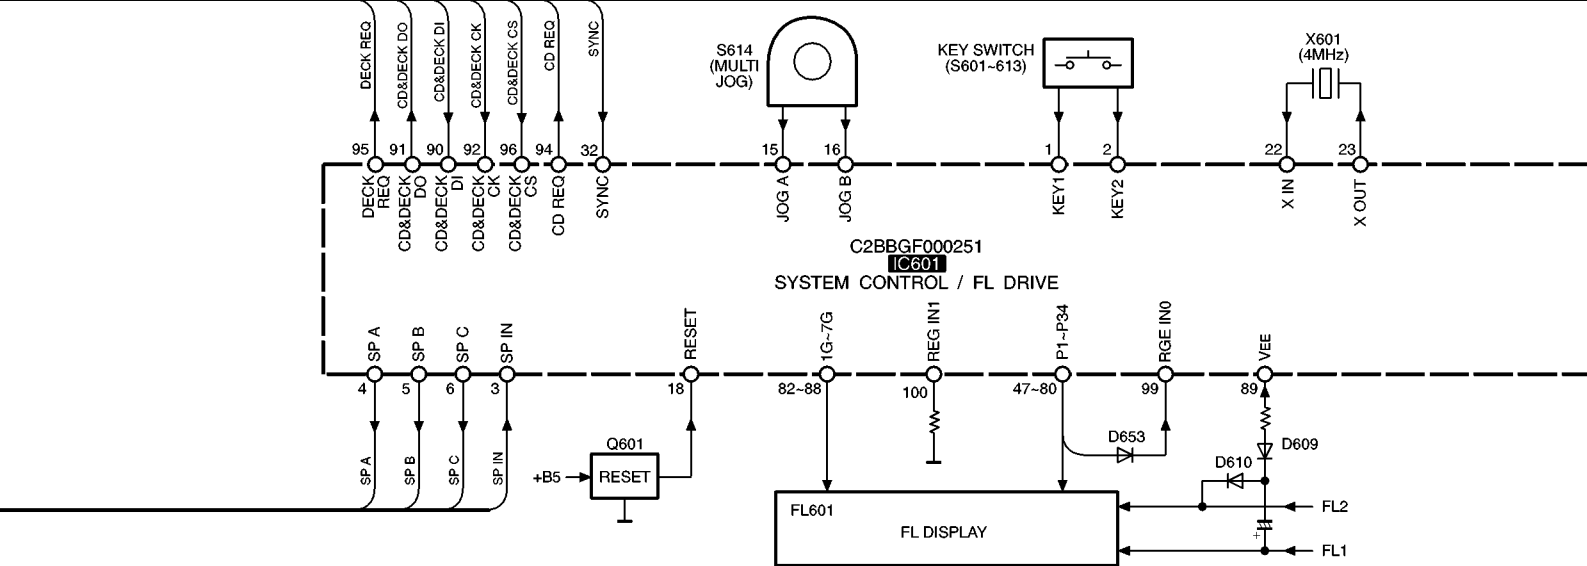 DECK REQ
CD&DECK DO
CD&DECK DI
CD&DECK CK
CD&DECK CS
CD REQ
SYNC
S614
(MULTI
JOG)
KEY SWITCH
(S601~613)
X601
(4MHz)
95
91
90
92
96
94
32
15
16
1
2
22
23
DECK
REQ
CD&DECK
DO
CD&DECK
DI
CD&DECK
CK
CD&DECK
CS
CD REQ
SYNC
JOG A
JOG B
KEY1
KEY2
X IN
X OUT
C2BBGF000251
IC601
SYSTEM CONTROL / FL DRIVE
SP A
SP B
SP C
SP IN
RESET
1G~7G
REG IN1
P1~P34
RGE IN0
VEE
4
5
6
3
18
82~88
100
47~80
99
89
SP A
SP B
SP C
SP IN
Q601
+B5
RESET
D653
D609
D610
FL601
FL DISPLAY
FL2
+
FL1